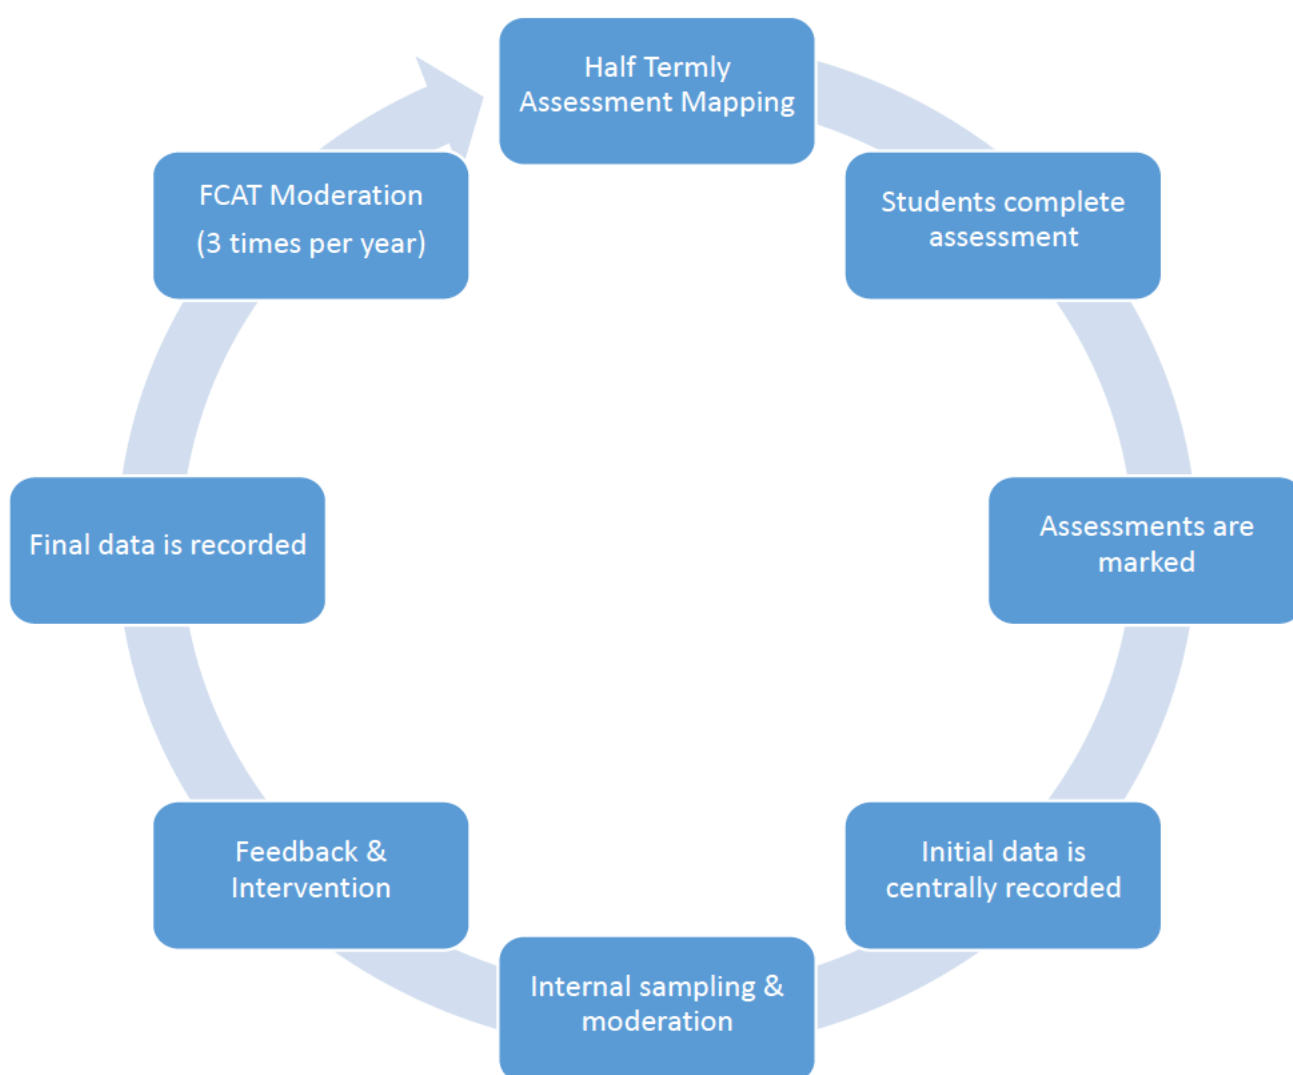 Half Termly
Assessment Mapping
Students complete
assessment
Assessments are
marked
Initial data is
centrally recorded
Internal sampling &
moderation
Feedback &
Intervention
Final data is recorded
FCAT Moderation
(3 times per year)